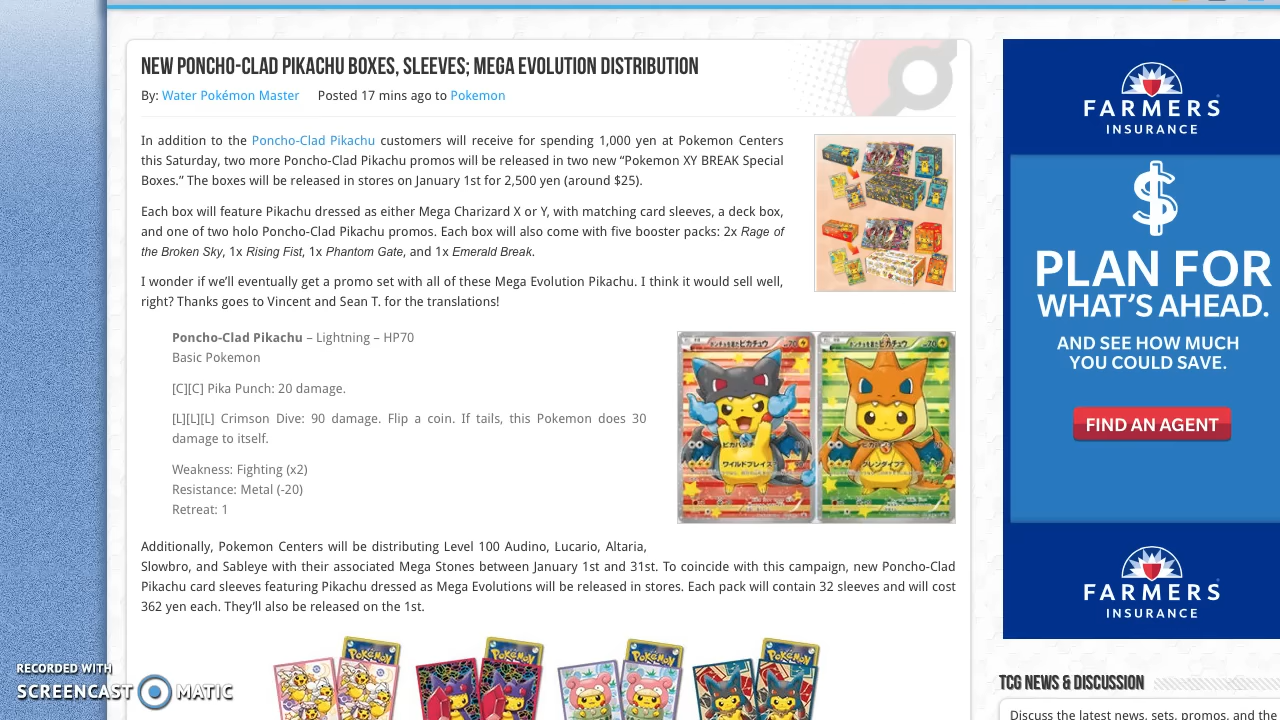 NEW PONCHO-CLAD PIKACHU BOXES, SLEEVES; MEGA EVOLUTION DISTRIBUTION
By: Water Pokémon Master Posted 17 mins ago to Pokemon
In addition to the Poncho-Clad Pikachu customers will receive for spending 1,000 yen at Pokemon Centers
this Saturday, two more Poncho-Clad Pikachu promos will be released in two new “Pokemon XY BREAK Special
Boxes.” The boxes will be released in stores on January 1st for 2,500 yen (around $25).
Each box will feature Pikachu dressed as either Mega Charizard X or Y, with matching card sleeves, a deck box,
and one of two holo Poncho-Clad Pikachu promos. Each box will also come with five booster packs: 2x Rage of
the Broken Sky, 1x Rising Fist, 1x Phantom Gate, and 1x Emerald Break.
I wonder if we’ll eventually get a promo set with all of these Mega Evolution Pikachu. I think it would sell well,
right? Thanks goes to Vincent and Sean T. for the translations!
Poncho-Clad Pikachu – Lightning – HP70
Basic Pokemon
[C][C] Pika Punch: 20 damage.
[L][L][L] Crimson Dive: 90 damage. Flip a coin. If tails, this Pokemon does 30
damage to itself.
Weakness: Fighting (x2)
Resistance: Metal (-20)
Retreat: 1
Additionally, Pokemon Centers will be distributing Level 100 Audino, Lucario, Altaria,
Slowbro, and Sableye with their associated Mega Stones between January 1st and 31st. To coincide with this campaign, new Poncho-Clad
Pikachu card sleeves featuring Pikachu dressed as Mega Evolutions will be released in stores. Each pack will contain 32 sleeves and will cost
362 yen each. They’ll also be released on the 1st.
POKÉMON
POKÉMON
POKÉMON
POKÉMON
FARMERS
INSURANCE
PLAN FOR
WHAT’S AHEAD.
AND SEE HOW MUCH
YOU COULD SAVE.
FIND AN AGENT
FARMERS
INSURANCE
TCG NEWS & DISCUSSION
Discuss the latest news, sets, promos, and the
RECORDED WITH
SCREENCAST MATIC